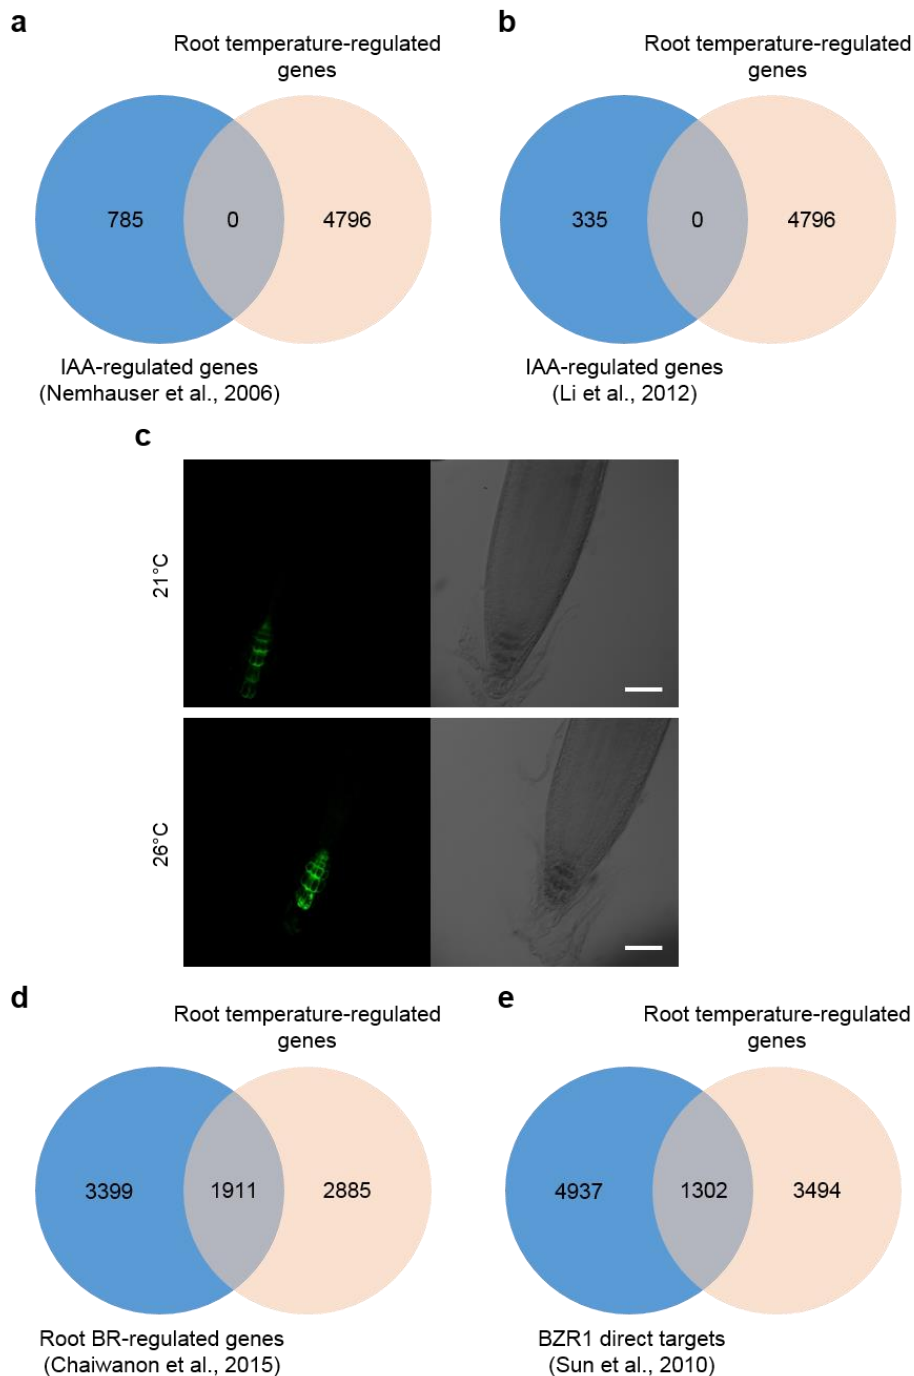 a
Root temperature-regulated
genes
785
0
4796
IAA-regulated genes
(Nemhauser et al., 2006)
b
Root temperature-regulated
genes
335
0
4796
IAA-regulated genes
(Li et al., 2012)
c
21°C
26°C
d
Root temperature-regulated
genes
3399
1911
2885
Root BR-regulated genes
(Chaiwanon et al., 2015)
e
Root temperature-regulated
genes
4937
1302
3494
BZR1 direct targets
(Sun et al., 2010)